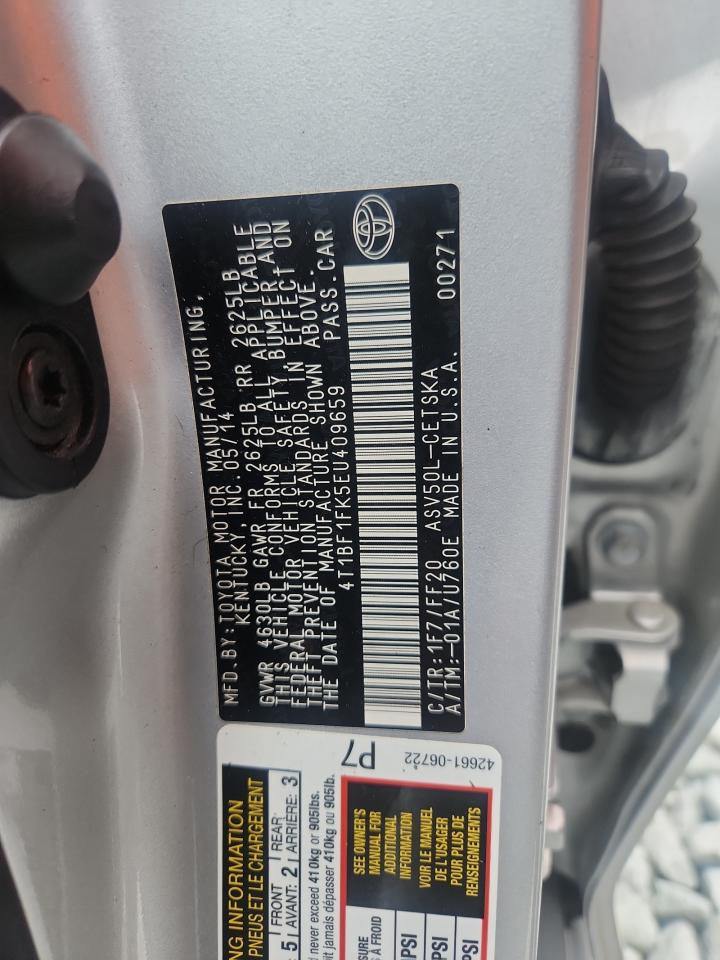 MFD. BY: TOYOTA MOTOR MANUFACTURING,
KENTUCKY, INC. 05/14
GVWR 4630LB GAWR FR 2625LB RR 2625LB
THIS VEHICLE CONFORMS TO ALL APPLICABLE
FEDERAL MOTOR VEHICLE SAFETY, BUMPER AND
THEFT PREVENTION STANDARDS IN EFFECT ON
THE DATE OF MANUFACTURE SHOWN ABOVE.
4T1BF1FK5EU409659 PASS. CAR
C/TR: 1F7/FF20 ASV50L-CETSKA 00271
A/TM: -01A/U760E MADE IN U.S.A.
P7
42661-06722
NG INFORMATION
PNEUS ET LE CHARGEMENT
5 FRONT REAR
AVANT: 2 ARRIÈRE: 3
d never exceed 410kg or 905lbs.
it jamais dépasser 410kg ou 905lb.
SEE OWNER'S
MANUAL FOR
ADDITIONAL
INFORMATION
VOIR LE MANUEL
DE L'USAGER
POUR PLUS DE
RENSEIGNEMENTS
SURE
À FROID
PSI
PSI
PSI